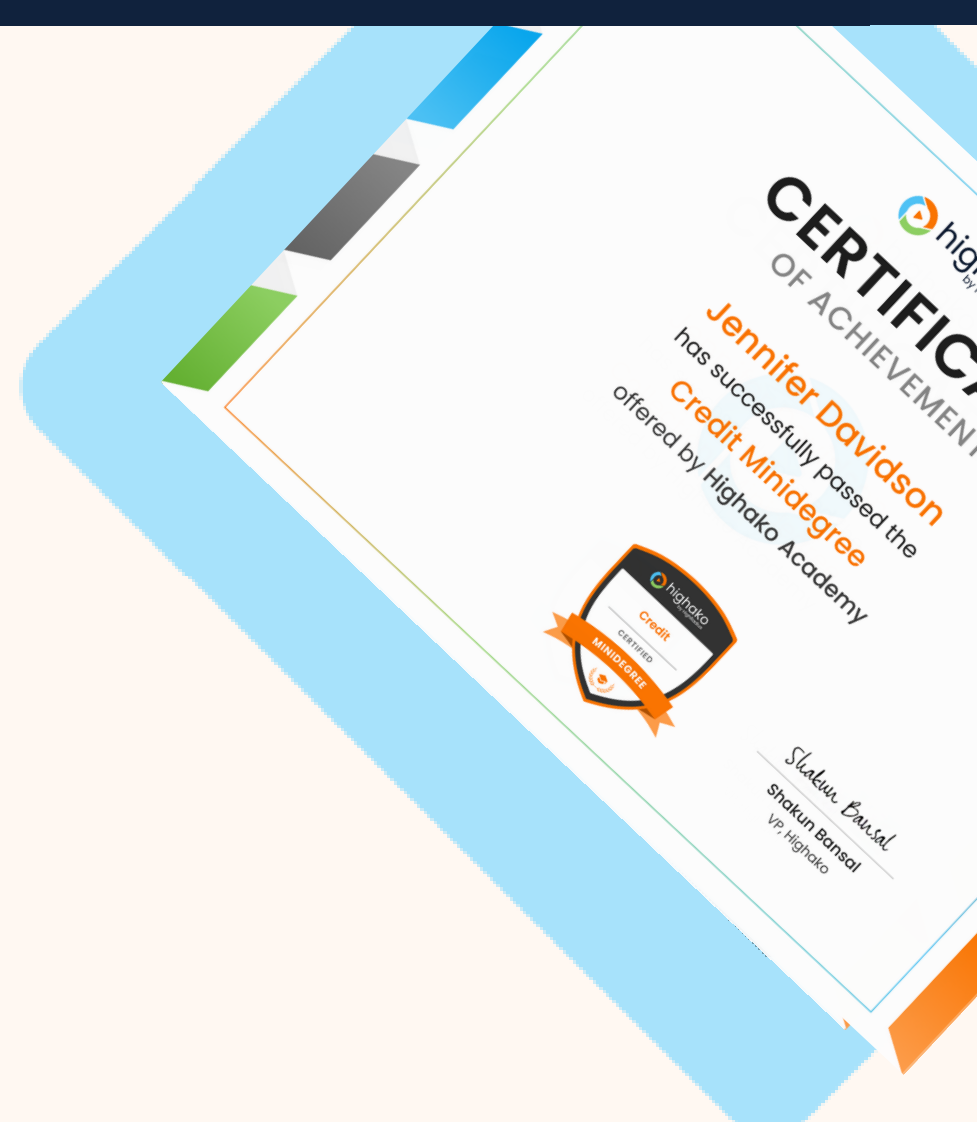 CERTIFICA
OF ACHIEVEMENT
Jennifer Davidson
has successfully passed the
Credit Minidegree
offered by Highako Academy
highako
Credit
CERTIFIED
MINIDEGREE
Shakun Bansal
Shakun Bansal
VP, Highako